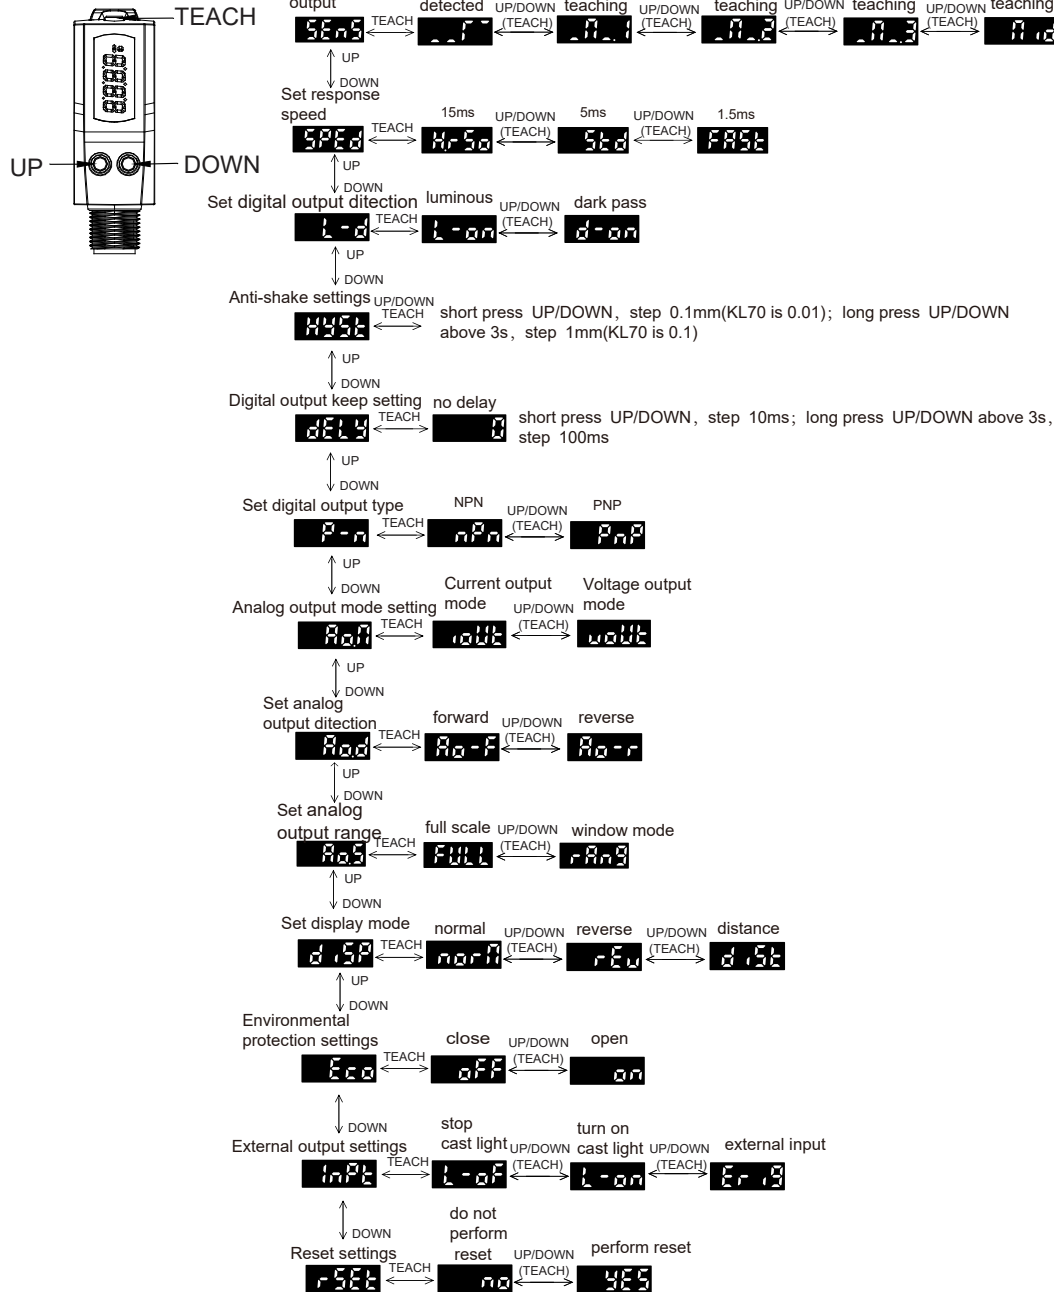 TEACH
UP
DOWN
output
detected
UP/DOWN
teaching
UP/DOWN
teaching
UP/DOWN
teaching
UP/DOWN
teaching
SEnS
TEACH
(TEACH)
(TEACH)
(TEACH)
(TEACH)
UP
DOWN
Set response
speed
15ms
UP/DOWN
5ms
UP/DOWN
1.5ms
SPEd
TEACH
H.rSo
(TEACH)
Std
(TEACH)
FASt
UP
DOWN
Set digital output ditection
luminous
UP/DOWN
dark pass
L-d
TEACH
L-on
(TEACH)
d-on
UP
DOWN
Anti-shake settings
UP/DOWN
HYSt
TEACH
short press UP/DOWN, step 0.1mm(KL70 is 0.01); long press UP/DOWN
above 3s, step 1mm(KL70 is 0.1)
UP
DOWN
Digital output keep setting
no delay
dELY
TEACH
0
short press UP/DOWN, step 10ms; long press UP/DOWN above 3s,
step 100ms
UP
DOWN
Set digital output type
NPN
UP/DOWN
PNP
P-n
TEACH
nPn
(TEACH)
PnP
UP
DOWN
Analog output mode setting
Current output
mode
UP/DOWN
Voltage output
mode
TEACH
ioUt
(TEACH)
uoUt
UP
DOWN
Set analog
output ditection
forward
UP/DOWN
reverse
Aod
TEACH
Ao-F
(TEACH)
Ao-r
UP
DOWN
Set analog
output range
full scale
UP/DOWN
window mode
AoS
TEACH
FULL
(TEACH)
rAng
UP
DOWN
Set display mode
normal
UP/DOWN
reverse
UP/DOWN
distance
diSP
TEACH
(TEACH)
rEu
(TEACH)
diSt
UP
DOWN
Environmental
protection settings
close
UP/DOWN
open
Eco
TEACH
oFF
(TEACH)
on
DOWN
External output settings
stop
cast light
UP/DOWN
turn on
cast light
UP/DOWN
external input
InPt
TEACH
L-oF
(TEACH)
L-on
(TEACH)
Erig
DOWN
Reset settings
do not
perform
reset
UP/DOWN
perform reset
rSEt
TEACH
no
(TEACH)
YES